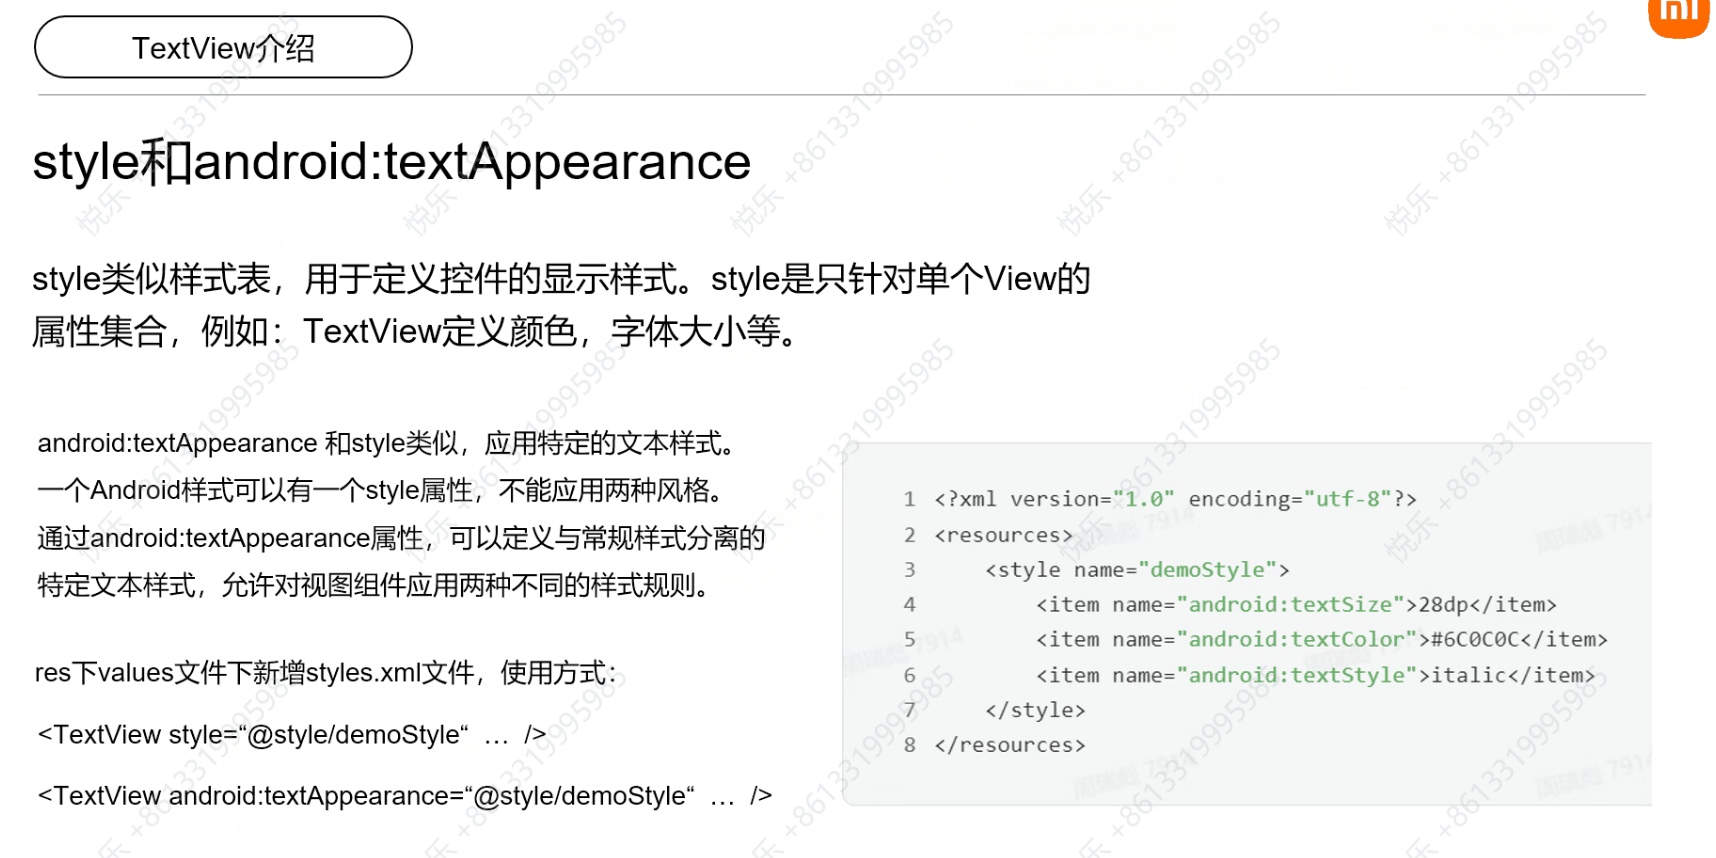 TextView介绍
mi
style和android:textAppearance
style类似样式表，用于定义控件的显示样式。style是只针对单个View的
属性集合，例如：TextView定义颜色，字体大小等。
android:textAppearance 和style类似，应用特定的文本样式。
一个Android样式可以有一个style属性，不能应用两种风格。
通过android:textAppearance属性，可以定义与常规样式分离的
特定文本样式，允许对视图组件应用两种不同的样式规则。
res下values文件下新增styles.xml文件，使用方式：
<TextView style=“@style/demoStyle“ … />
<TextView android:textAppearance=“@style/demoStyle“ … />
1 <?xml version="1.0" encoding="utf-8"?>
2 <resources>
3     <style name="demoStyle">
4         <item name="android:textSize">28dp</item>
5         <item name="android:textColor">#6C0C0C</item>
6         <item name="android:textStyle">italic</item>
7     </style>
8 </resources>
悦乐 +8613319995985